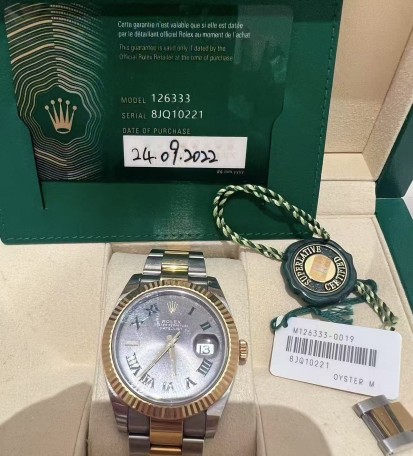 Cette garantie n'est valable que si elle est datée
par le détaillant officiel Rolex au moment de l'achat
This guarantee is valid only if dated by the
Official Rolex Retailer at the time of purchase
MODEL 126333
SERIAL 8JQ10221
DATE OF PURCHASE
24.09.2022
SUPERLATIVE
CERTIFIED
M126333-0019
8JQ10221
OYSTER M
ROLEX
13